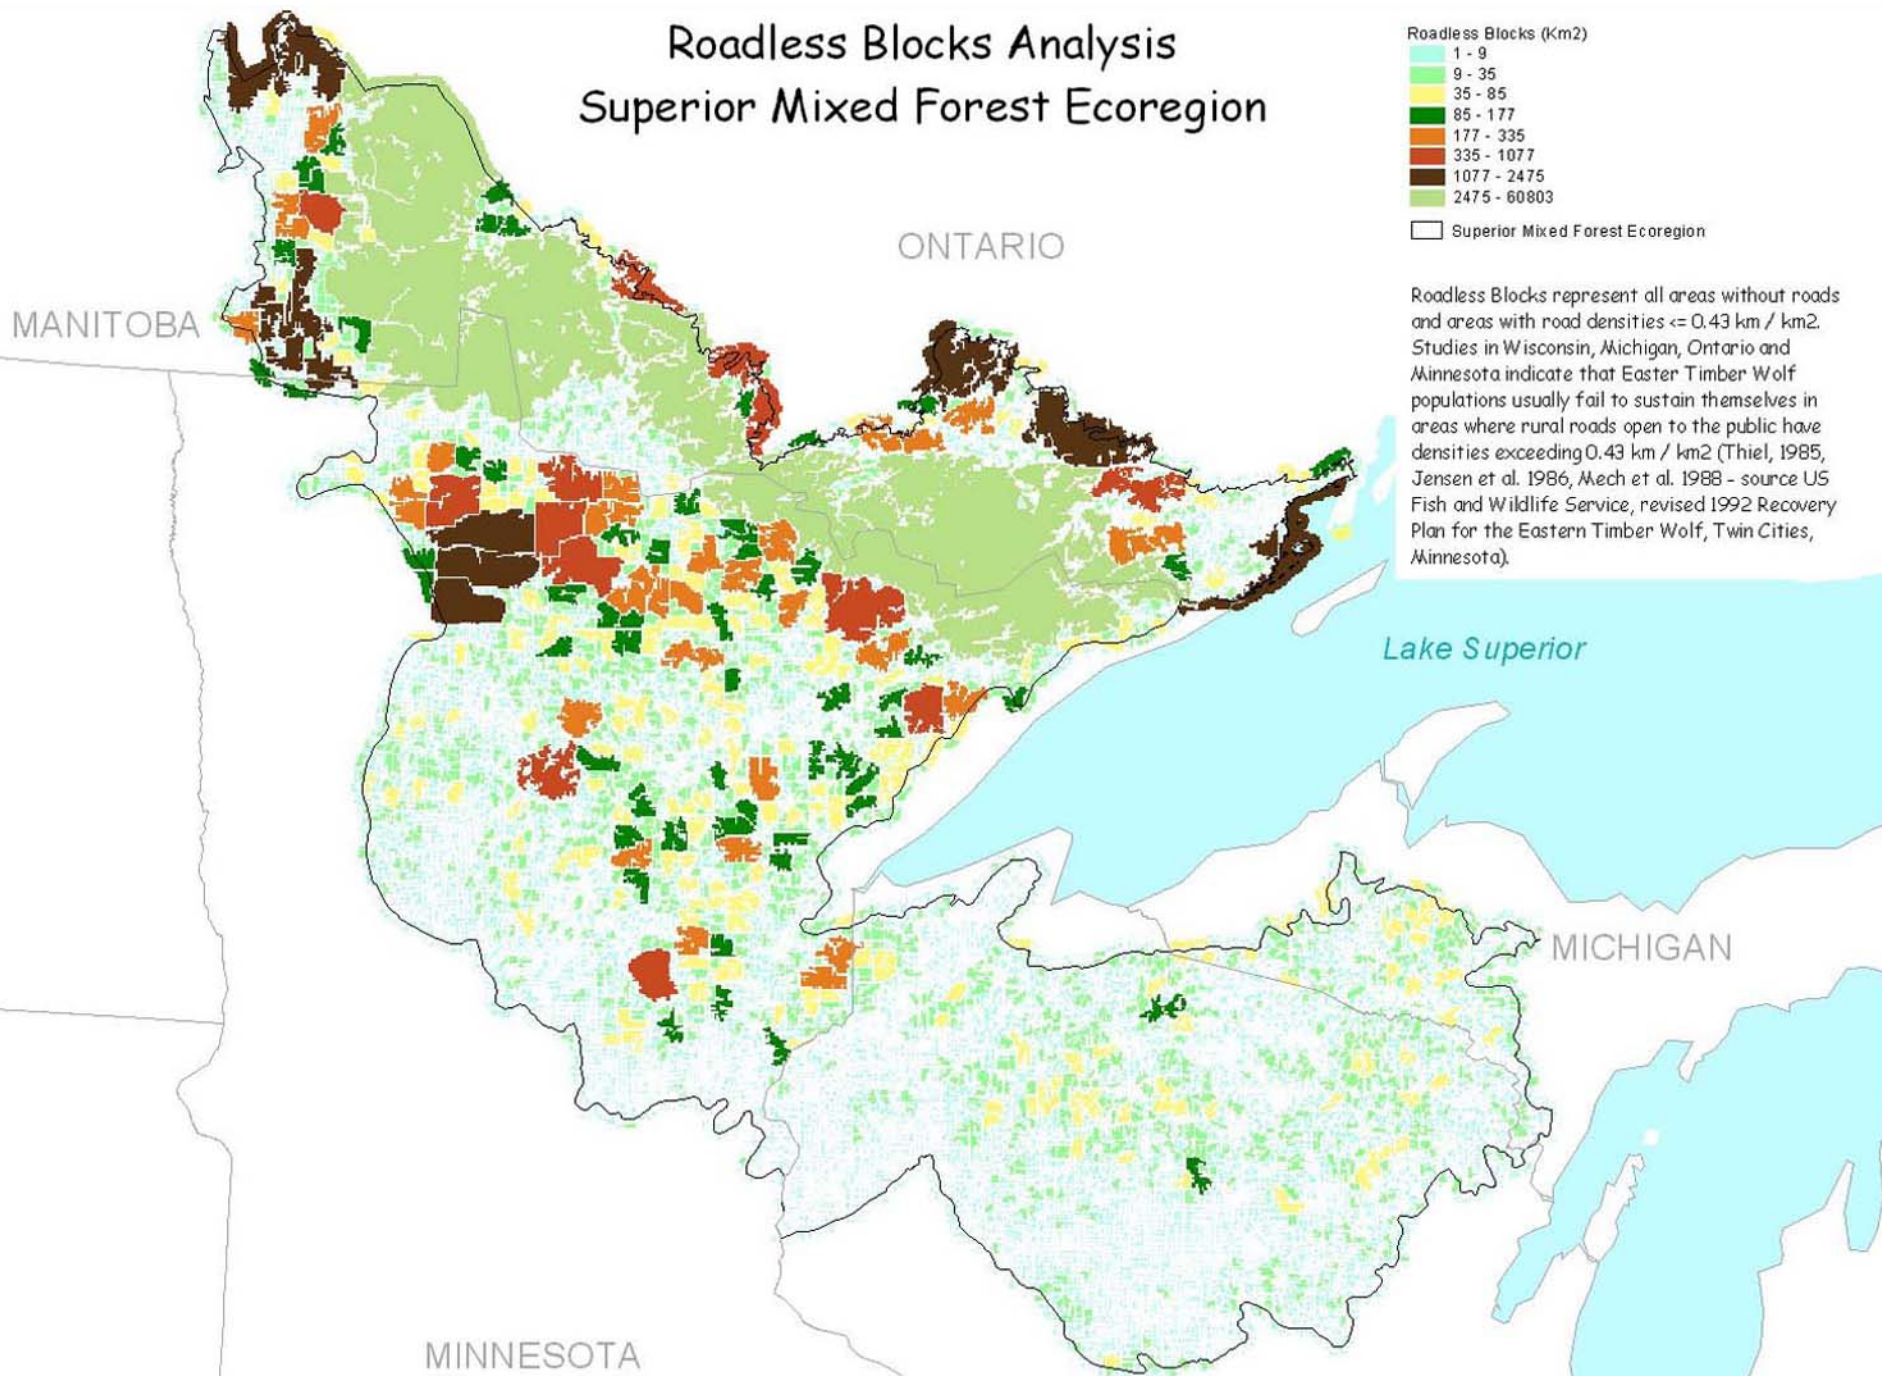 Roadless Blocks Analysis
Superior Mixed Forest Ecoregion
Roadless Blocks (Km2)
1 - 9
9 - 35
35 - 85
85 - 177
177 - 335
335 - 1077
1077 - 2475
2475 - 60803
Superior Mixed Forest Ecoregion
ONTARIO
MANITOBA
Roadless Blocks represent all areas without roads
and areas with road densities <= 0.43 km / km2.
Studies in Wisconsin, Michigan, Ontario and
Minnesota indicate that Easter Timber Wolf
populations usually fail to sustain themselves in
areas where rural roads open to the public have
densities exceeding 0.43 km / km2 (Thiel, 1985,
Jensen et al. 1986, Mech et al. 1988 - source US
Fish and Wildlife Service, revised 1992 Recovery
Plan for the Eastern Timber Wolf, Twin Cities,
Minnesota).
Lake Superior
MICHIGAN
MINNESOTA